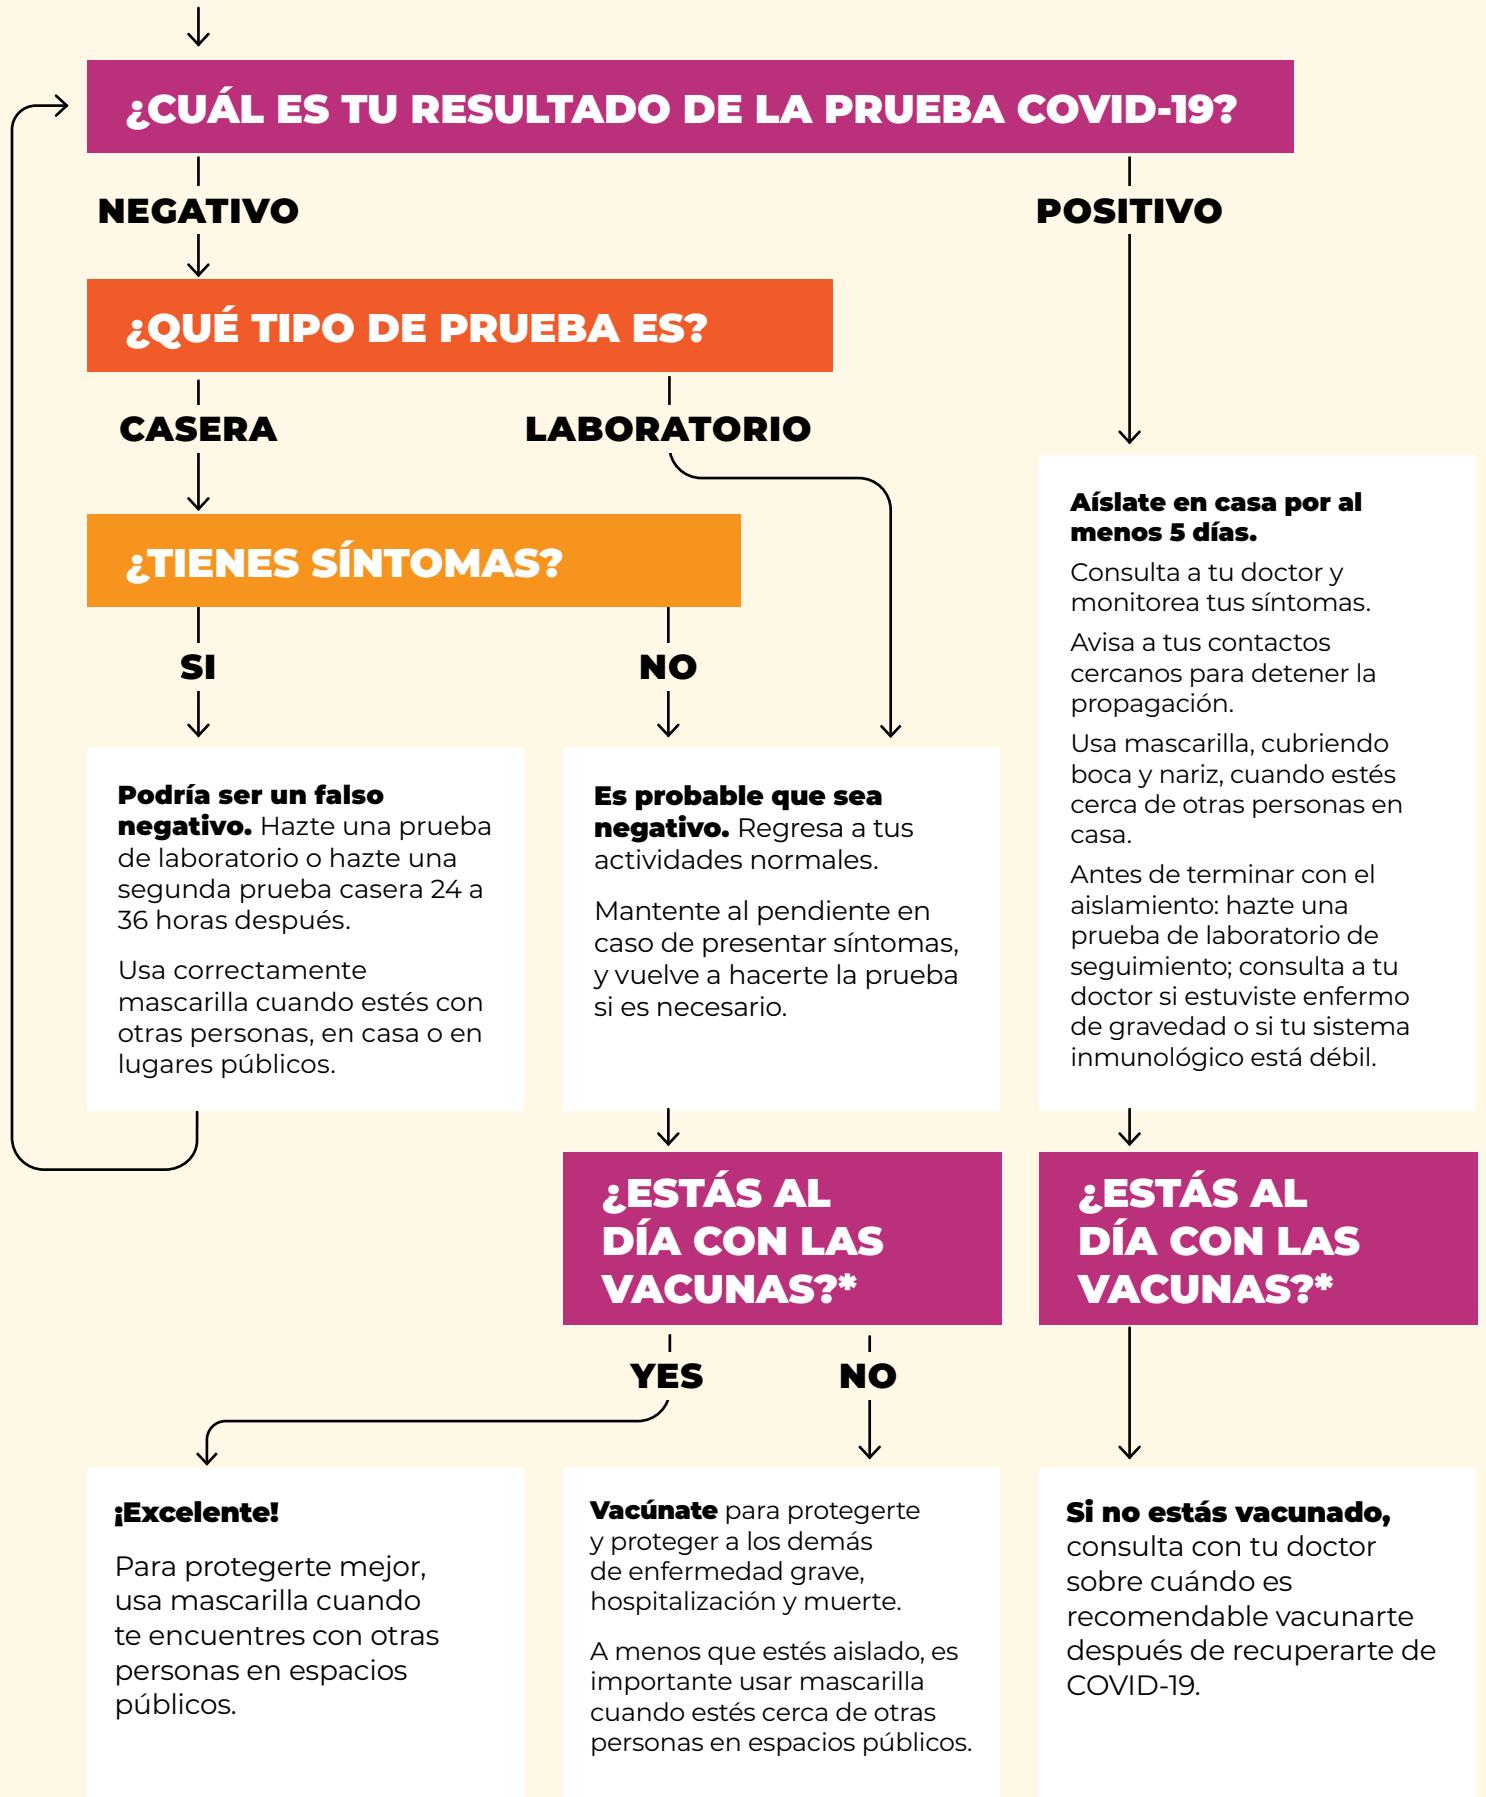 ¿CUÁL ES TU RESULTADO DE LA PRUEBA COVID-19?
NEGATIVO
POSITIVO
¿QUÉ TIPO DE PRUEBA ES?
CASERA
LABORATORIO
¿TIENES SÍNTOMAS?
SI
NO
Podría ser un falso
negativo. Hazte una prueba
de laboratorio o hazte una
segunda prueba casera 24 a
36 horas después.
Usa correctamente
mascarilla cuando estés con
otras personas, en casa o en
lugares públicos.
Es probable que sea
negativo. Regresa a tus
actividades normales.
Mantente al pendiente en
caso de presentar síntomas,
y vuelve a hacerte la prueba
si es necesario.
Aíslate en casa por al
menos 5 días.
Consulta a tu doctor y
monitorea tus síntomas.
Avisa a tus contactos
cercanos para detener la
propagación.
Usa mascarilla, cubriendo
boca y nariz, cuando estés
cerca de otras personas en
casa.
Antes de terminar con el
aislamiento: hazte una
prueba de laboratorio de
seguimiento; consulta a tu
doctor si estuviste enfermo
de gravedad o si tu sistema
inmunológico está débil.
¿ESTÁS AL
DÍA CON LAS
VACUNAS?*
YES
NO
¿ESTÁS AL
DÍA CON LAS
VACUNAS?*
¡Excelente!
Para protegerte mejor,
usa mascarilla cuando
te encuentres con otras
personas en espacios
públicos.
Vacúnate para protegerte
y proteger a los demás
de enfermedad grave,
hospitalización y muerte.
A menos que estés aislado, es
importante usar mascarilla
cuando estés cerca de otras
personas en espacios públicos.
Si no estás vacunado,
consulta con tu doctor
sobre cuándo es
recomendable vacunarte
después de recuperarte de
COVID-19.